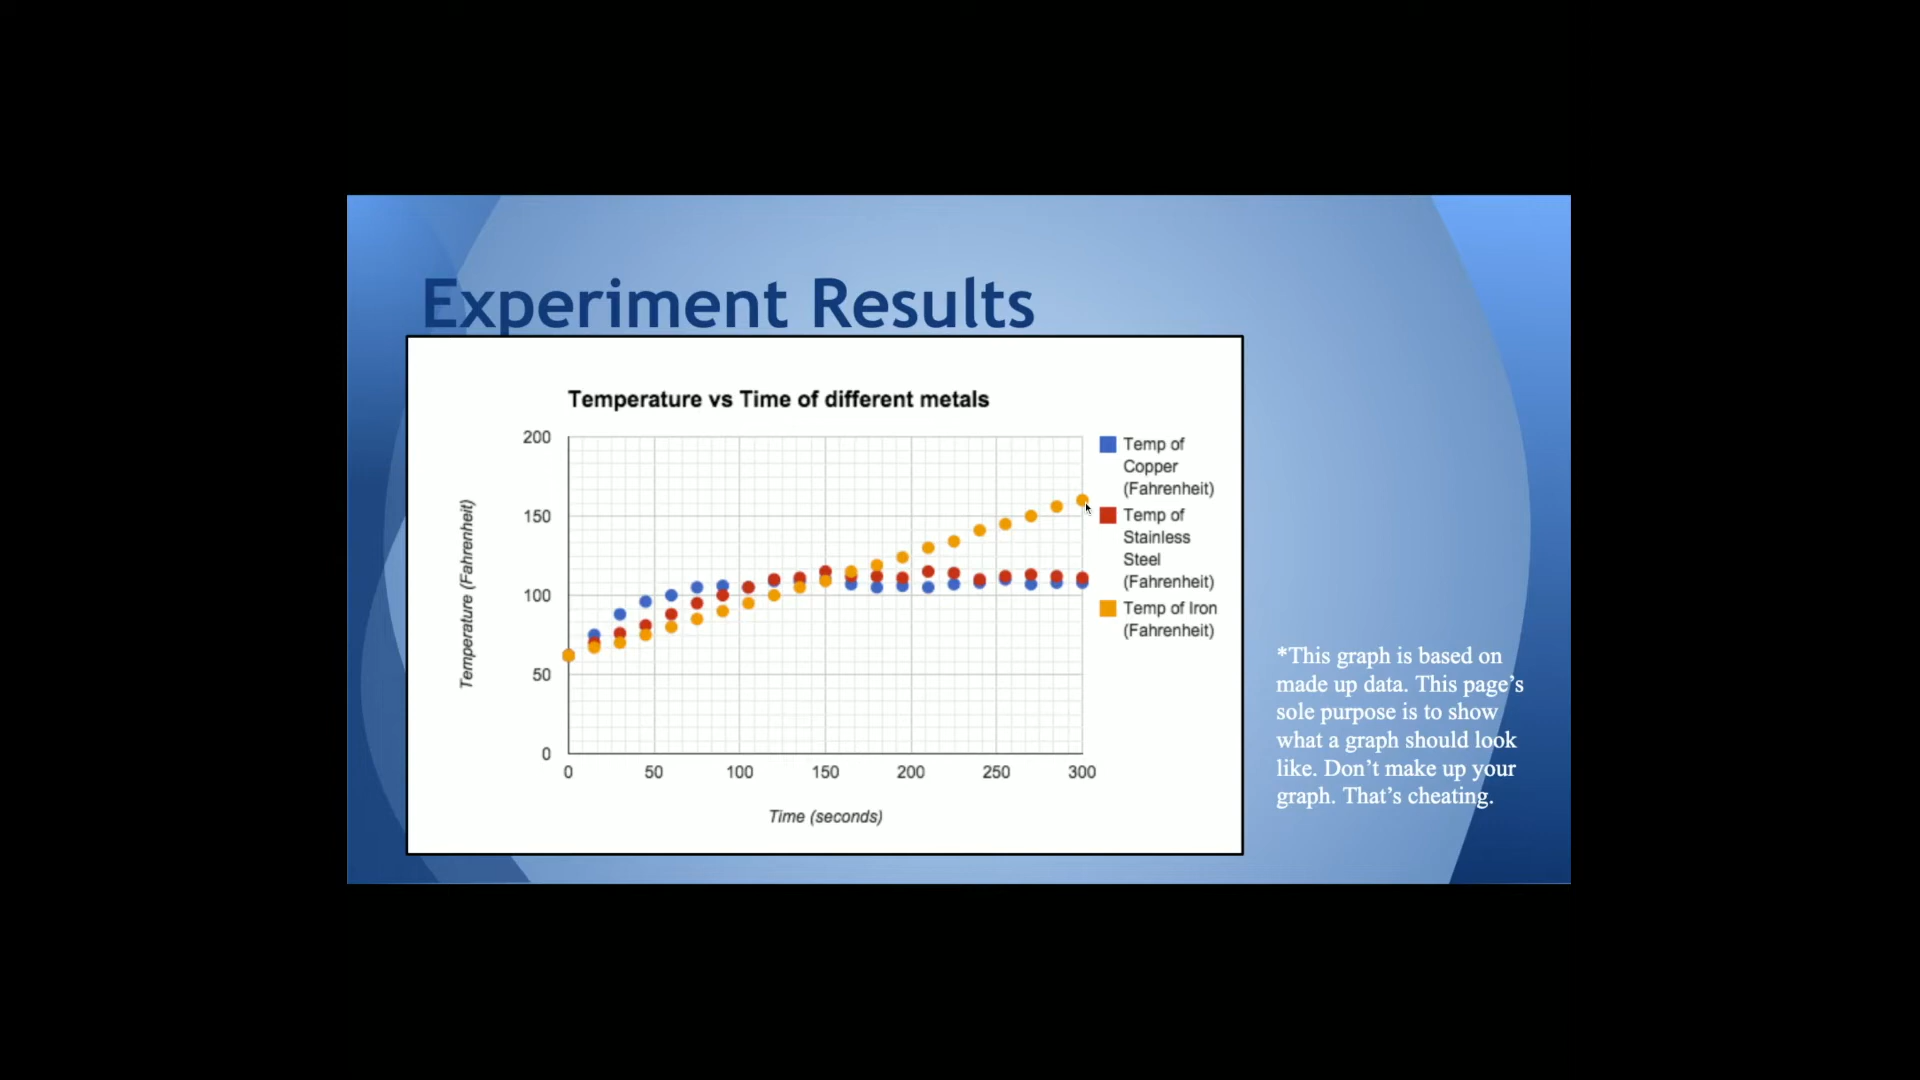 Experiment Results
Temperature vs Time of different metals
200
150
100
50
0
Temperature (Fahrenheit)
0 50 100 150 200 250 300
Time (seconds)
Temp of
Copper
(Fahrenheit)
Temp of
Stainless
Steel
(Fahrenheit)
Temp of Iron
(Fahrenheit)
*This graph is based on
made up data. This page’s
sole purpose is to show
what a graph should look
like. Don’t make up your
graph. That’s cheating.